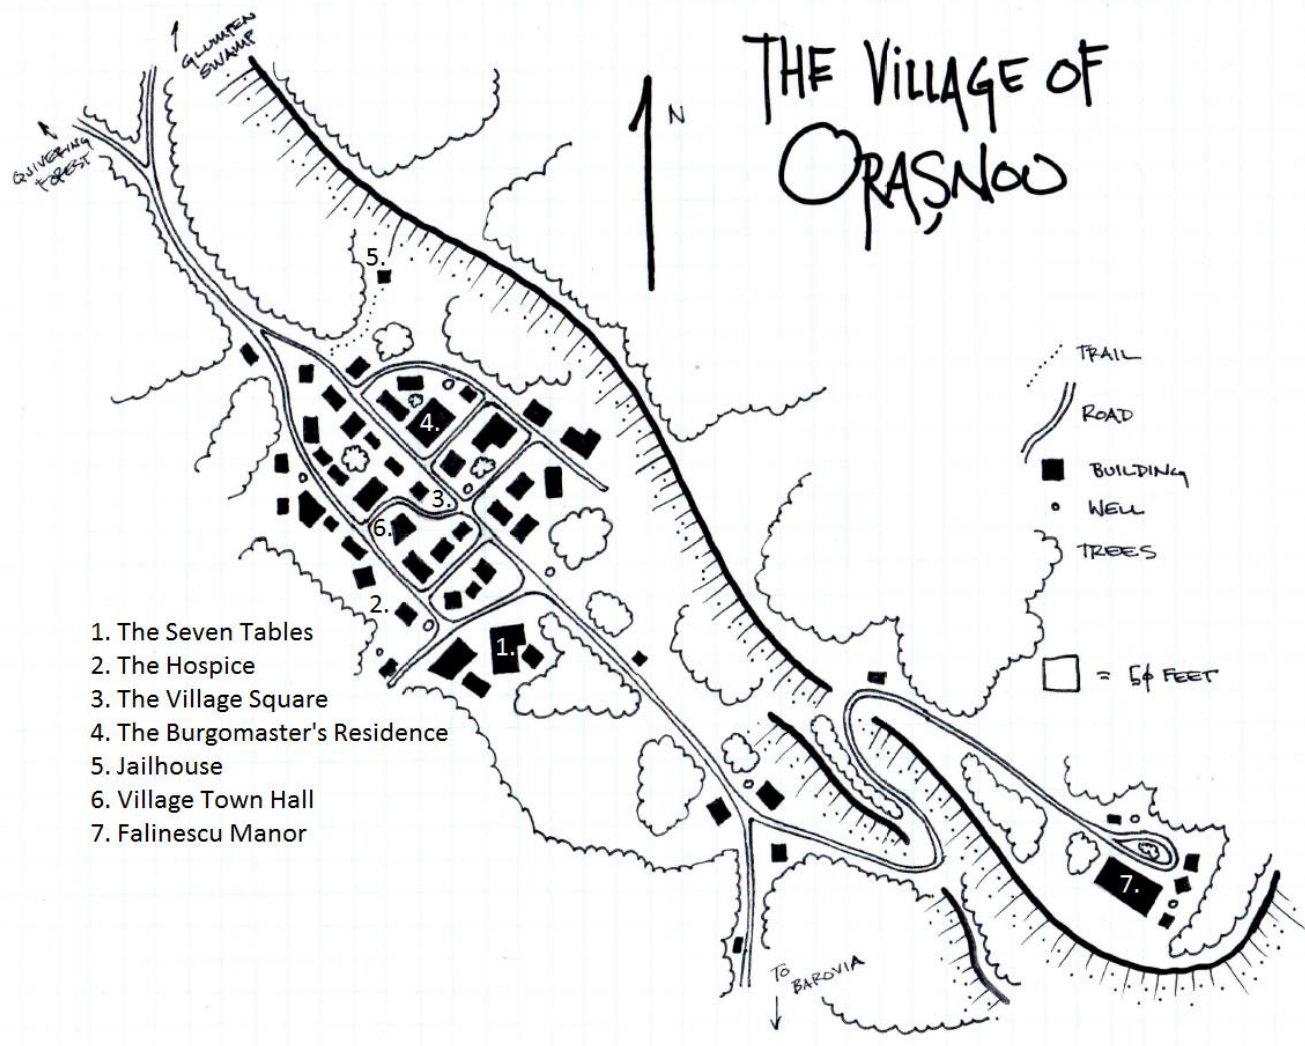 GLUMPEN
SWAMP
QUIVERING
FOREST
N
THE VILLAGE OF
ORAȘNOU
5.
4.
3.
6.
2.
1.
7.
TRAIL
ROAD
BUILDING
WELL
TREES
= 50 FEET
1. The Seven Tables
2. The Hospice
3. The Village Square
4. The Burgomaster's Residence
5. Jailhouse
6. Village Town Hall
7. Falinescu Manor
TO
BAROVIA